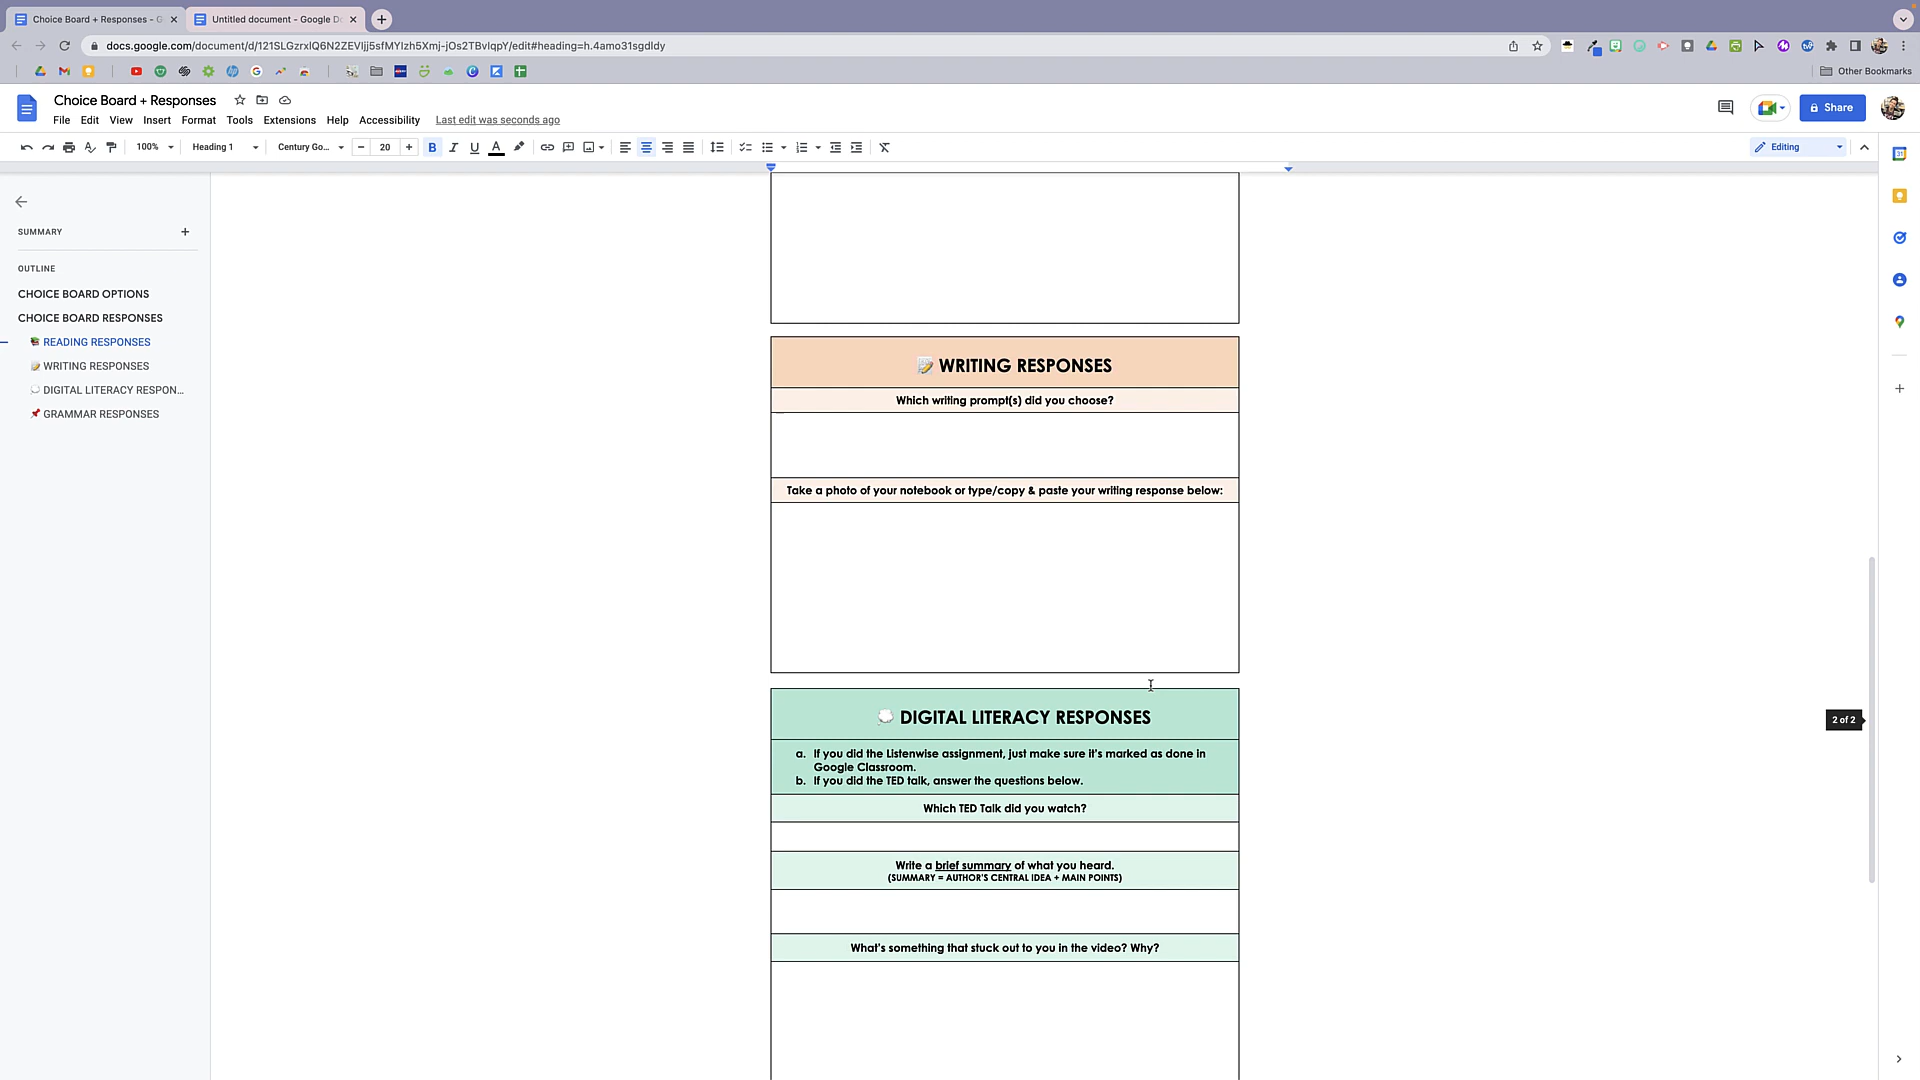 Choice Board + Responses - G
Untitled document - Google D
docs.google.com/document/d/121SLGzrxlQ6N2ZEVIjj5sfMYIzh5Xmj-jOs2TBvlqpY/edit#heading=h.4amo31sgdldy
Other Bookmarks
Choice Board + Responses
File Edit View Insert Format Tools Extensions Help Accessibility Last edit was seconds ago
Share
100% Heading 1 Century Go... 20 B I U A
Editing
SUMMARY
OUTLINE
CHOICE BOARD OPTIONS
CHOICE BOARD RESPONSES
READING RESPONSES
WRITING RESPONSES
DIGITAL LITERACY RESPON...
GRAMMAR RESPONSES
WRITING RESPONSES
Which writing prompt(s) did you choose?
Take a photo of your notebook or type/copy & paste your writing response below:
DIGITAL LITERACY RESPONSES
a. If you did the Listenwise assignment, just make sure it's marked as done in
Google Classroom.
b. If you did the TED talk, answer the questions below.
Which TED Talk did you watch?
Write a brief summary of what you heard.
(SUMMARY = AUTHOR'S CENTRAL IDEA + MAIN POINTS)
What's something that stuck out to you in the video? Why?
2 of 2